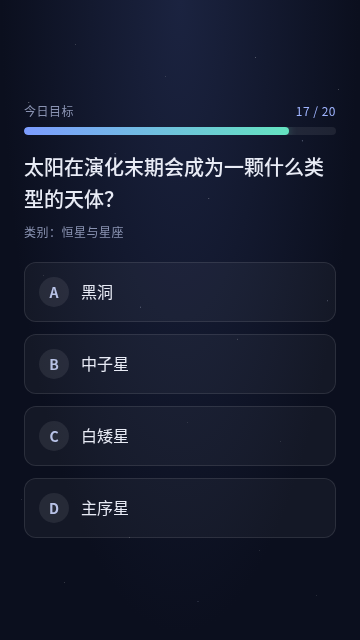 今日目标 17 / 20
太阳在演化末期会成为一颗什么类
型的天体?
类别: 恒星与星座
A 黑洞
B 中子星
C 白矮星
D 主序星